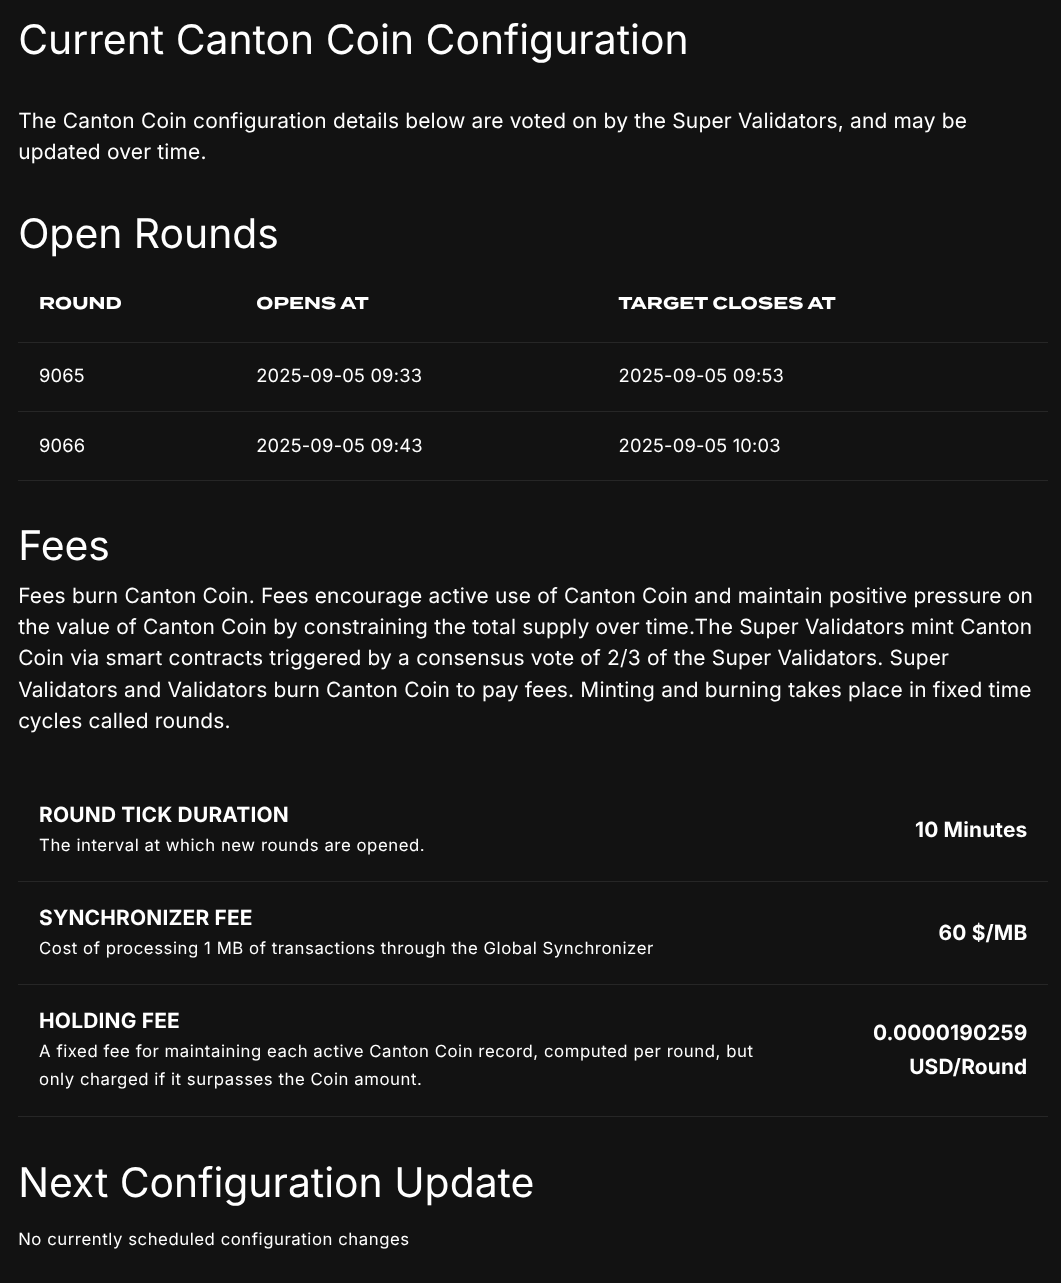 Current Canton Coin Configuration
The Canton Coin configuration details below are voted on by the Super Validators, and may be
updated over time.
Open Rounds
ROUND OPENS AT TARGET CLOSES AT
9065 2025-09-05 09:33 2025-09-05 09:53
9066 2025-09-05 09:43 2025-09-05 10:03
Fees
Fees burn Canton Coin. Fees encourage active use of Canton Coin and maintain positive pressure on
the value of Canton Coin by constraining the total supply over time.The Super Validators mint Canton
Coin via smart contracts triggered by a consensus vote of 2/3 of the Super Validators. Super
Validators and Validators burn Canton Coin to pay fees. Minting and burning takes place in fixed time
cycles called rounds.
ROUND TICK DURATION
The interval at which new rounds are opened.
10 Minutes
SYNCHRONIZER FEE
Cost of processing 1 MB of transactions through the Global Synchronizer
60 $/MB
HOLDING FEE
A fixed fee for maintaining each active Canton Coin record, computed per round, but
only charged if it surpasses the Coin amount.
0.0000190259
USD/Round
Next Configuration Update
No currently scheduled configuration changes